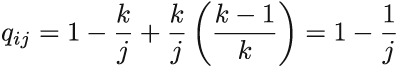 q_{ij} = 1 - \frac{k}{j} + \frac{k}{j} \left( \frac{k-1}{k} \right) = 1 - \frac{1}{j}